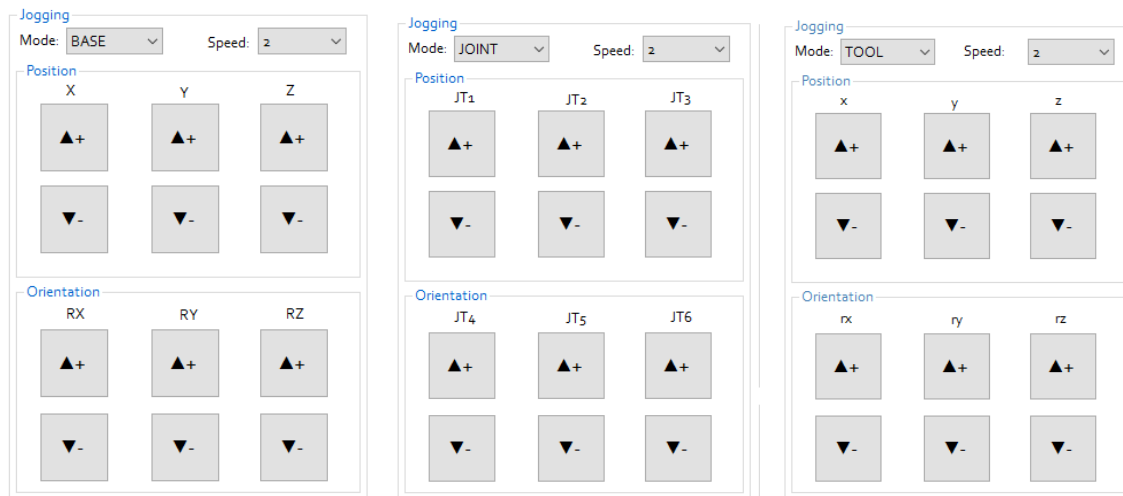 Jogging
Mode: BASE Speed: 2
Position
X Y Z
▲+ ▲+ ▲+
▼- ▼- ▼-
Orientation
RX RY RZ
▲+ ▲+ ▲+
▼- ▼- ▼-
Jogging
Mode: JOINT Speed: 2
Position
JT1 JT2 JT3
▲+ ▲+ ▲+
▼- ▼- ▼-
Orientation
JT4 JT5 JT6
▲+ ▲+ ▲+
▼- ▼- ▼-
Jogging
Mode: TOOL Speed: 2
Position
x y z
▲+ ▲+ ▲+
▼- ▼- ▼-
Orientation
rx ry rz
▲+ ▲+ ▲+
▼- ▼- ▼-